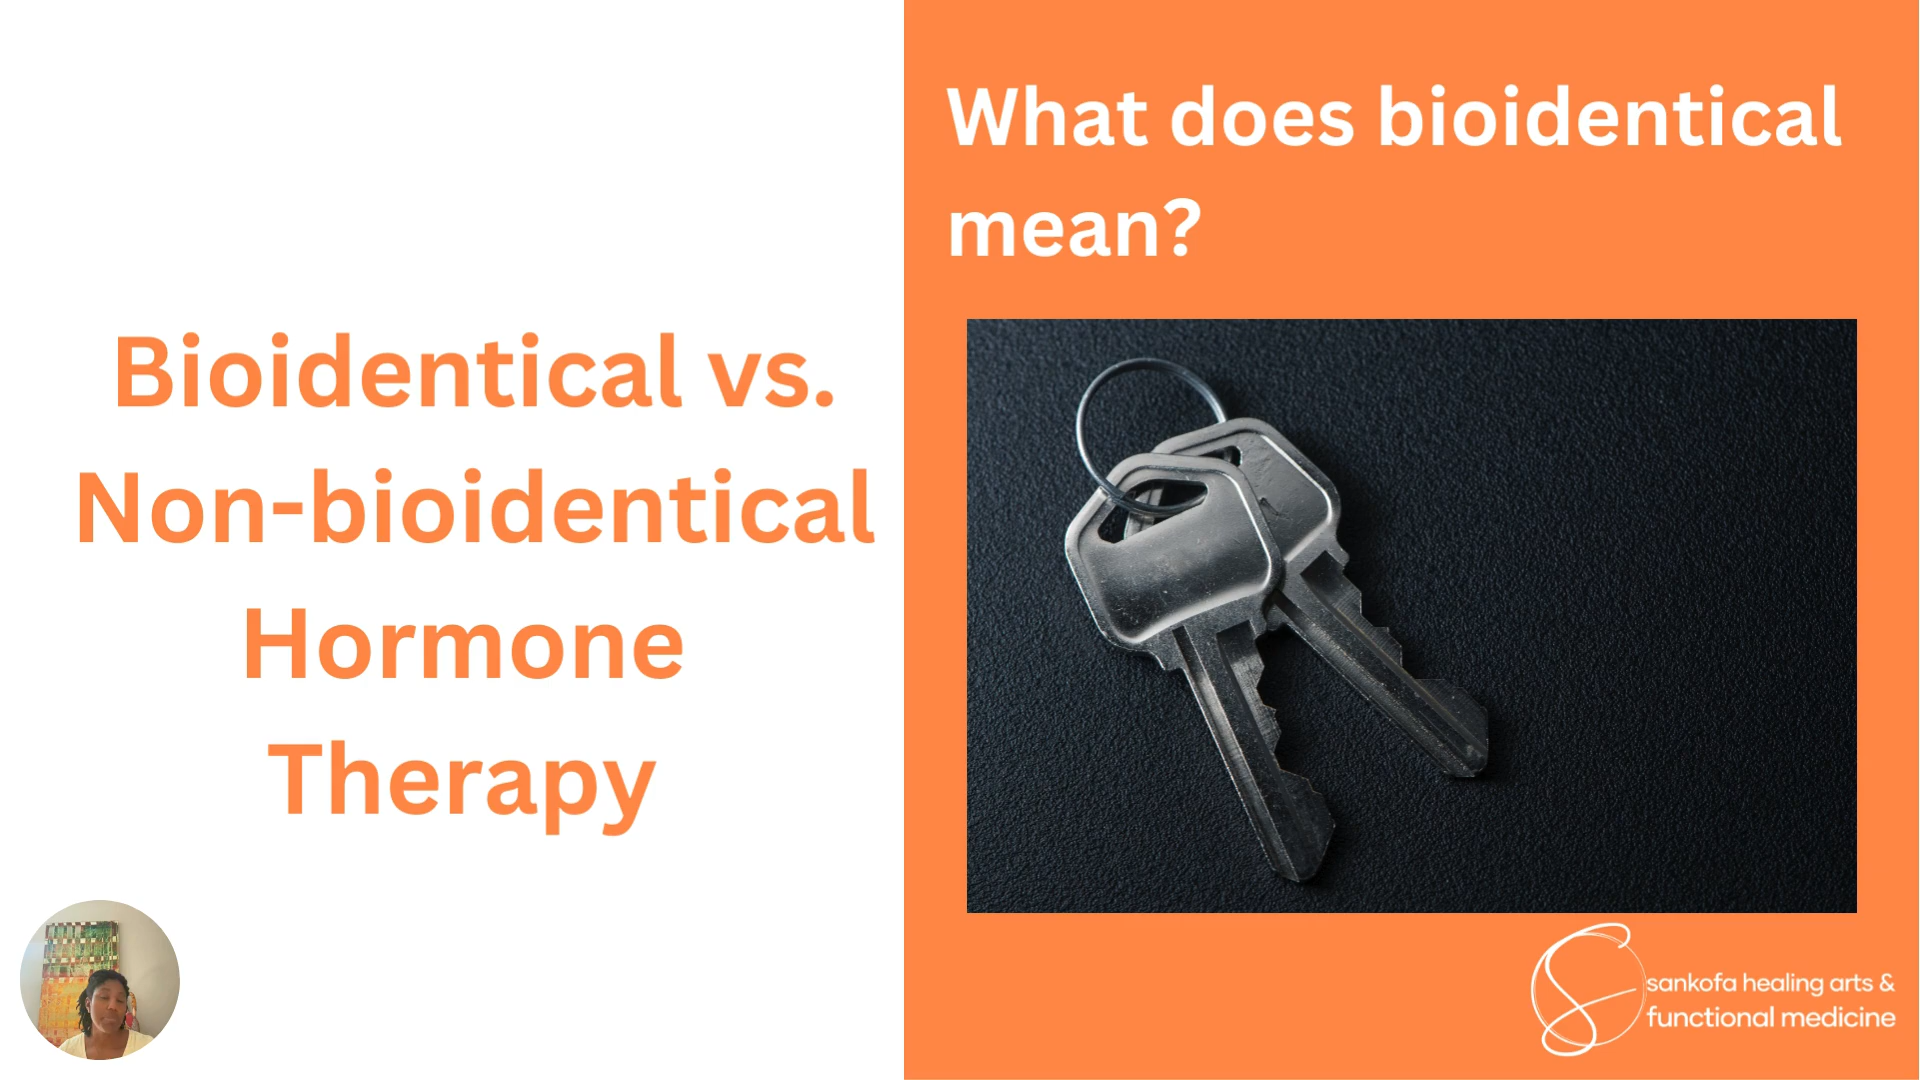 Bioidentical vs.
Non-bioidentical
Hormone
Therapy
What does bioidentical
mean?
sankofa healing arts &
functional medicine